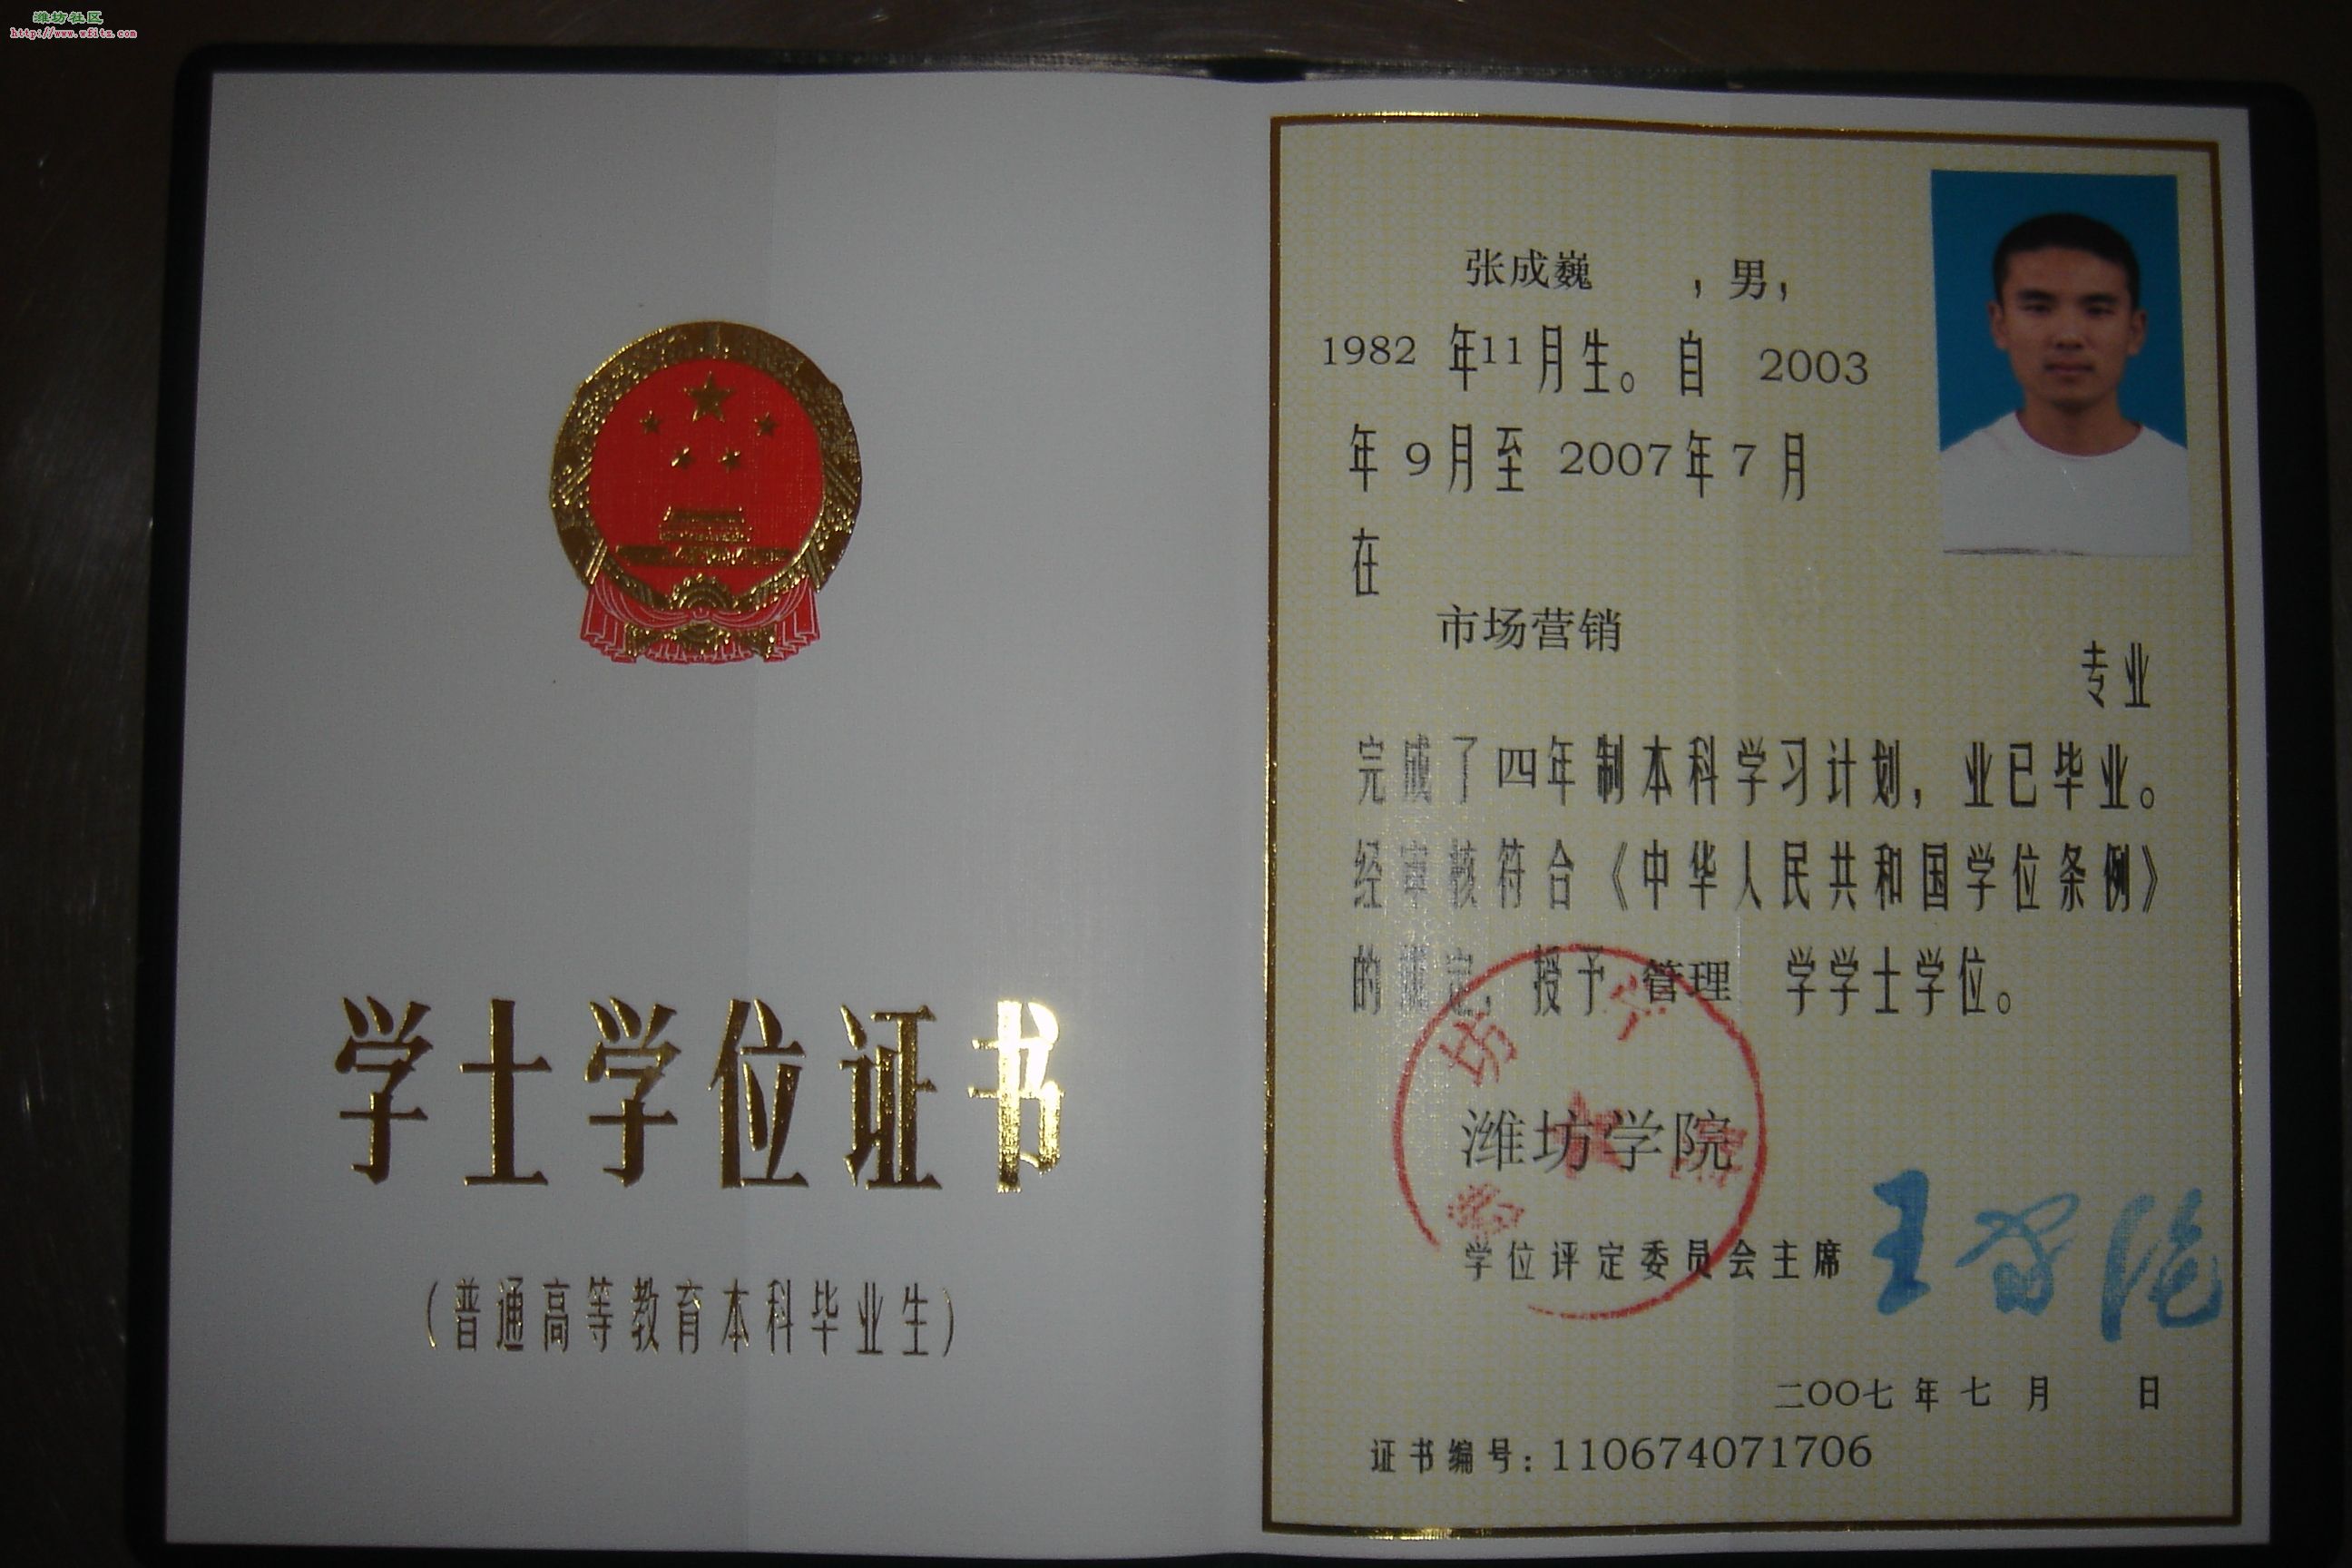 潍坊社区
http://www.wfits.com
学士学位证书
(普通高等教育本科毕业生)
张成巍 , 男,
1982 年11月生。自 2003
年 9 月至 2007年 7 月
在
市场营销
专业
完成了四年制本科学习计划,业已毕业。
经审核符合《中华人民共和国学位条例》
的规定,授予 管理 学学士学位。
潍坊学院
学位评定委员会主席
二〇〇七年七月 日
证书编号:110674071706